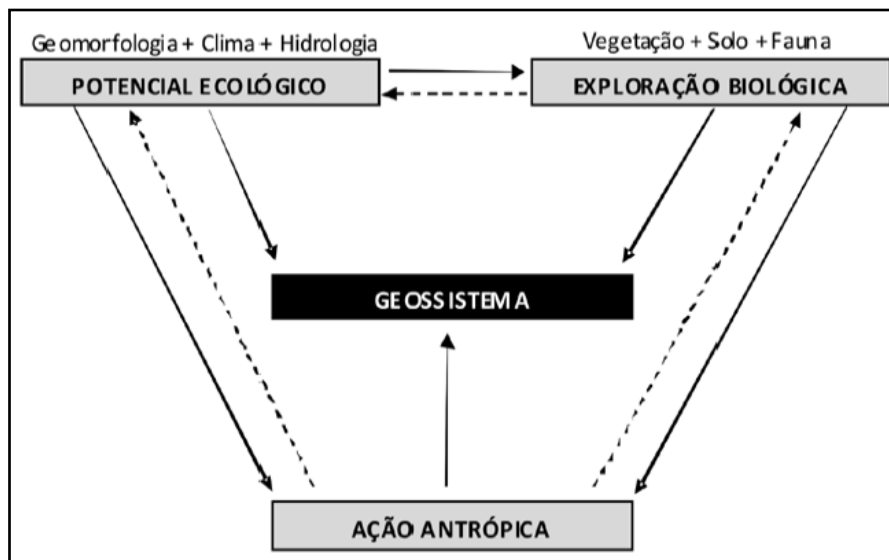 Geomorfologia + Clima + Hidrologia
POTENCIAL ECOLÓGICO
Vegetação + Solo + Fauna
EXPLORAÇÃO BIOLÓGICA
GEOSSISTEMA
AÇÃO ANTRÓPICA